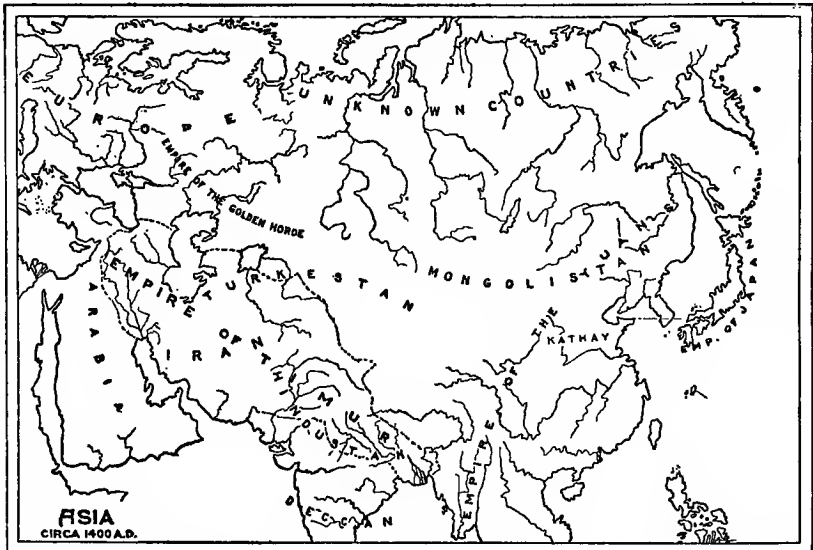 EUROPE
UNKNOWN COUNTRIES
EMPIRE OF THE GOLDEN HORDE
TURKESTAN
MONGOLISTAN
EMPIRE OF TIMUR
IRAN
ARABIA
HINDUSTAN
DECCAN
EMPIRE OF THE
KATHAY
EMP. OF JAPAN
ASIA
CIRCA 1400 A.D.